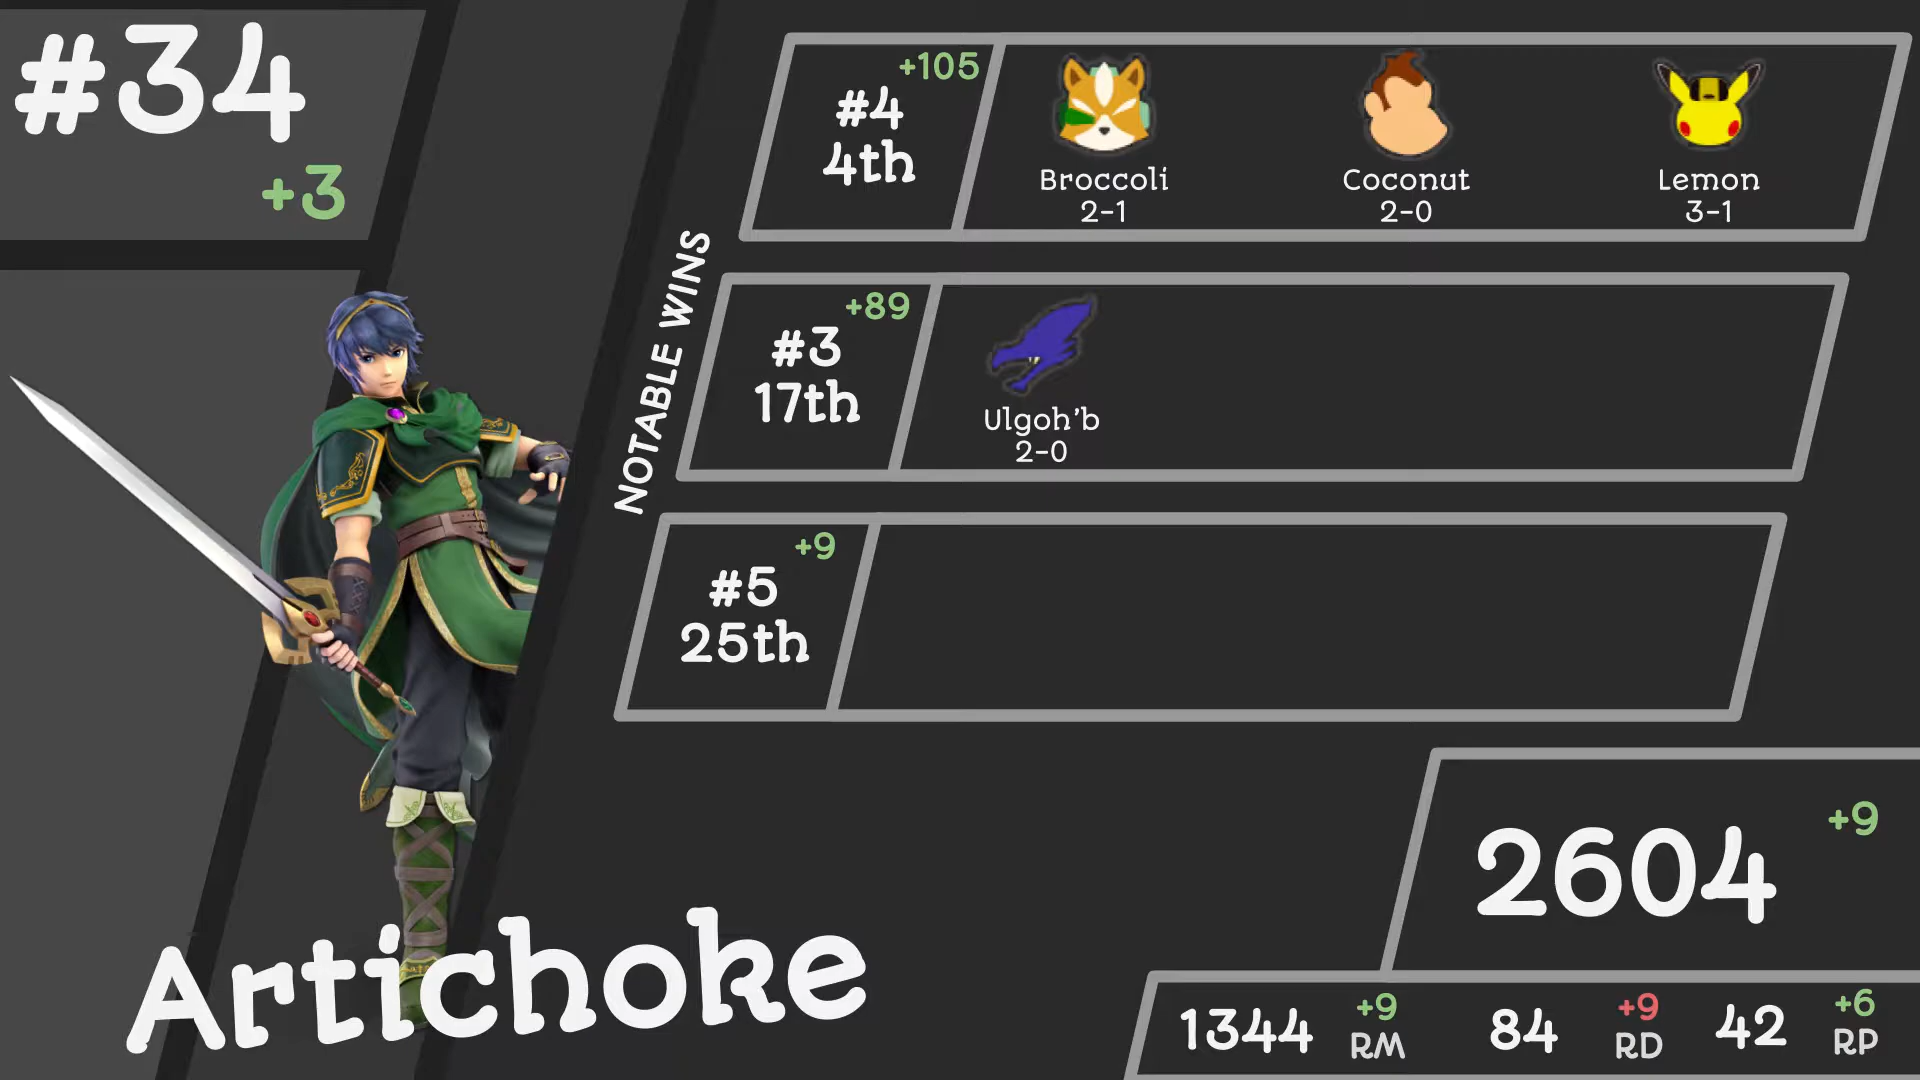 #34
+3
NOTABLE WINS
+105
#4
4th
Broccoli
2-1
Coconut
2-0
Lemon
3-1
+89
#3
17th
Ulgoh'b
2-0
+9
#5
25th
Artichoke
2604
+9
1344
+9
RM
84
+9
RD
42
+6
RP